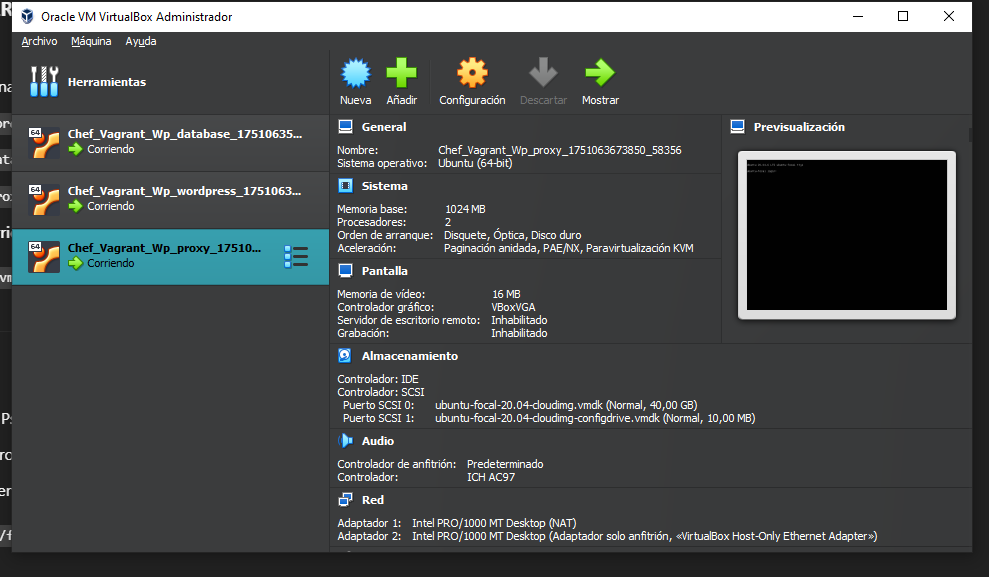 Oracle VM VirtualBox Administrador
Archivo Máquina Ayuda
Herramientas
Nueva Añadir Configuración Descartar Mostrar
64
Chef_Vagrant_Wp_database_17510635...
Corriendo
64
Chef_Vagrant_Wp_wordpress_1751063...
Corriendo
64
Chef_Vagrant_Wp_proxy_17510...
Corriendo
General
Nombre: Chef_Vagrant_Wp_proxy_1751063673850_58356
Sistema operativo: Ubuntu (64-bit)
Sistema
Memoria base: 1024 MB
Procesadores: 2
Orden de arranque: Disquete, Óptica, Disco duro
Aceleración: Paginación anidada, PAE/NX, Paravirtualización KVM
Pantalla
Memoria de vídeo: 16 MB
Controlador gráfico: VBoxVGA
Servidor de escritorio remoto: Inhabilitado
Grabación: Inhabilitado
Previsualización
Almacenamiento
Controlador: IDE
Controlador: SCSI
Puerto SCSI 0: ubuntu-focal-20.04-cloudimg.vmdk (Normal, 40,00 GB)
Puerto SCSI 1: ubuntu-focal-20.04-cloudimg-configdrive.vmdk (Normal, 10,00 MB)
Audio
Controlador de anfitrión: Predeterminado
Controlador: ICH AC97
Red
Adaptador 1: Intel PRO/1000 MT Desktop (NAT)
Adaptador 2: Intel PRO/1000 MT Desktop (Adaptador solo anfitrión, «VirtualBox Host-Only Ethernet Adapter»)